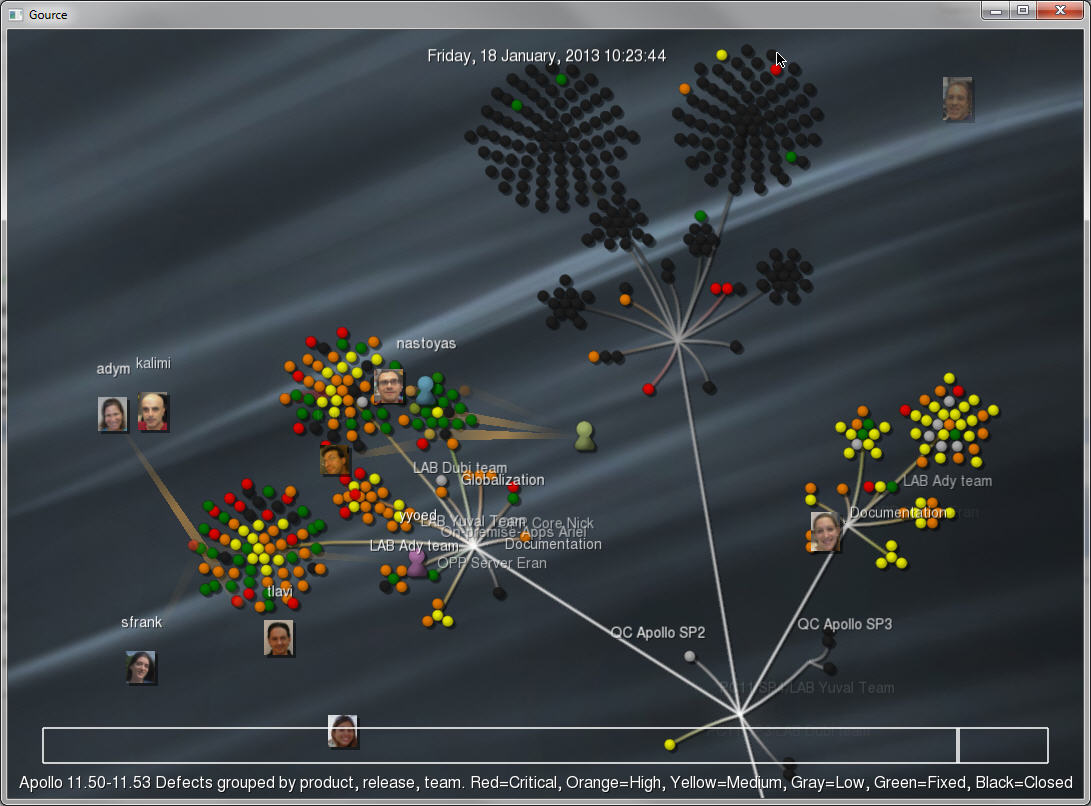 Gource
Friday, 18 January, 2013 10:23:44
nastoyas
adym
kalimi
LAB Dubi team
Globalization
LAB Ady team
yyoed
LAB Yuval Team
Core Nick
On-premise-Apps Ariel
Documentation
LAB Ady team
Documentation
OPP Server Eran
tlavi
sfrank
QC Apollo SP2
QC Apollo SP3
LAB Yuval Team
Apollo 11.50-11.53 Defects grouped by product, release, team. Red=Critical, Orange=High, Yellow=Medium, Gray=Low, Green=Fixed, Black=Closed